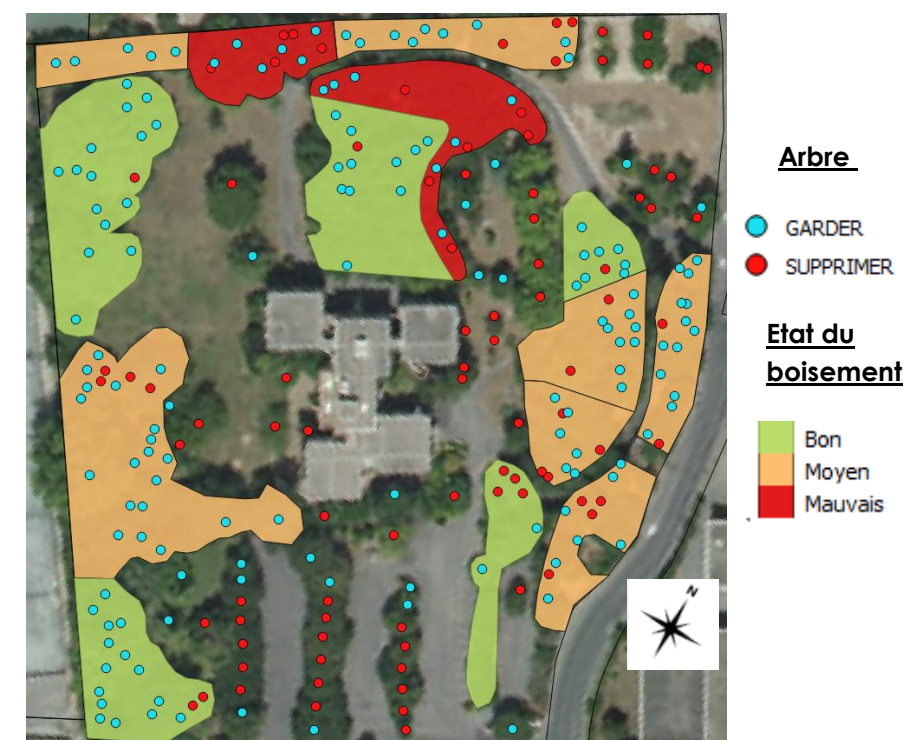 Arbre
GARDER
SUPPRIMER
Etat du
boisement
Bon
Moyen
Mauvais
N